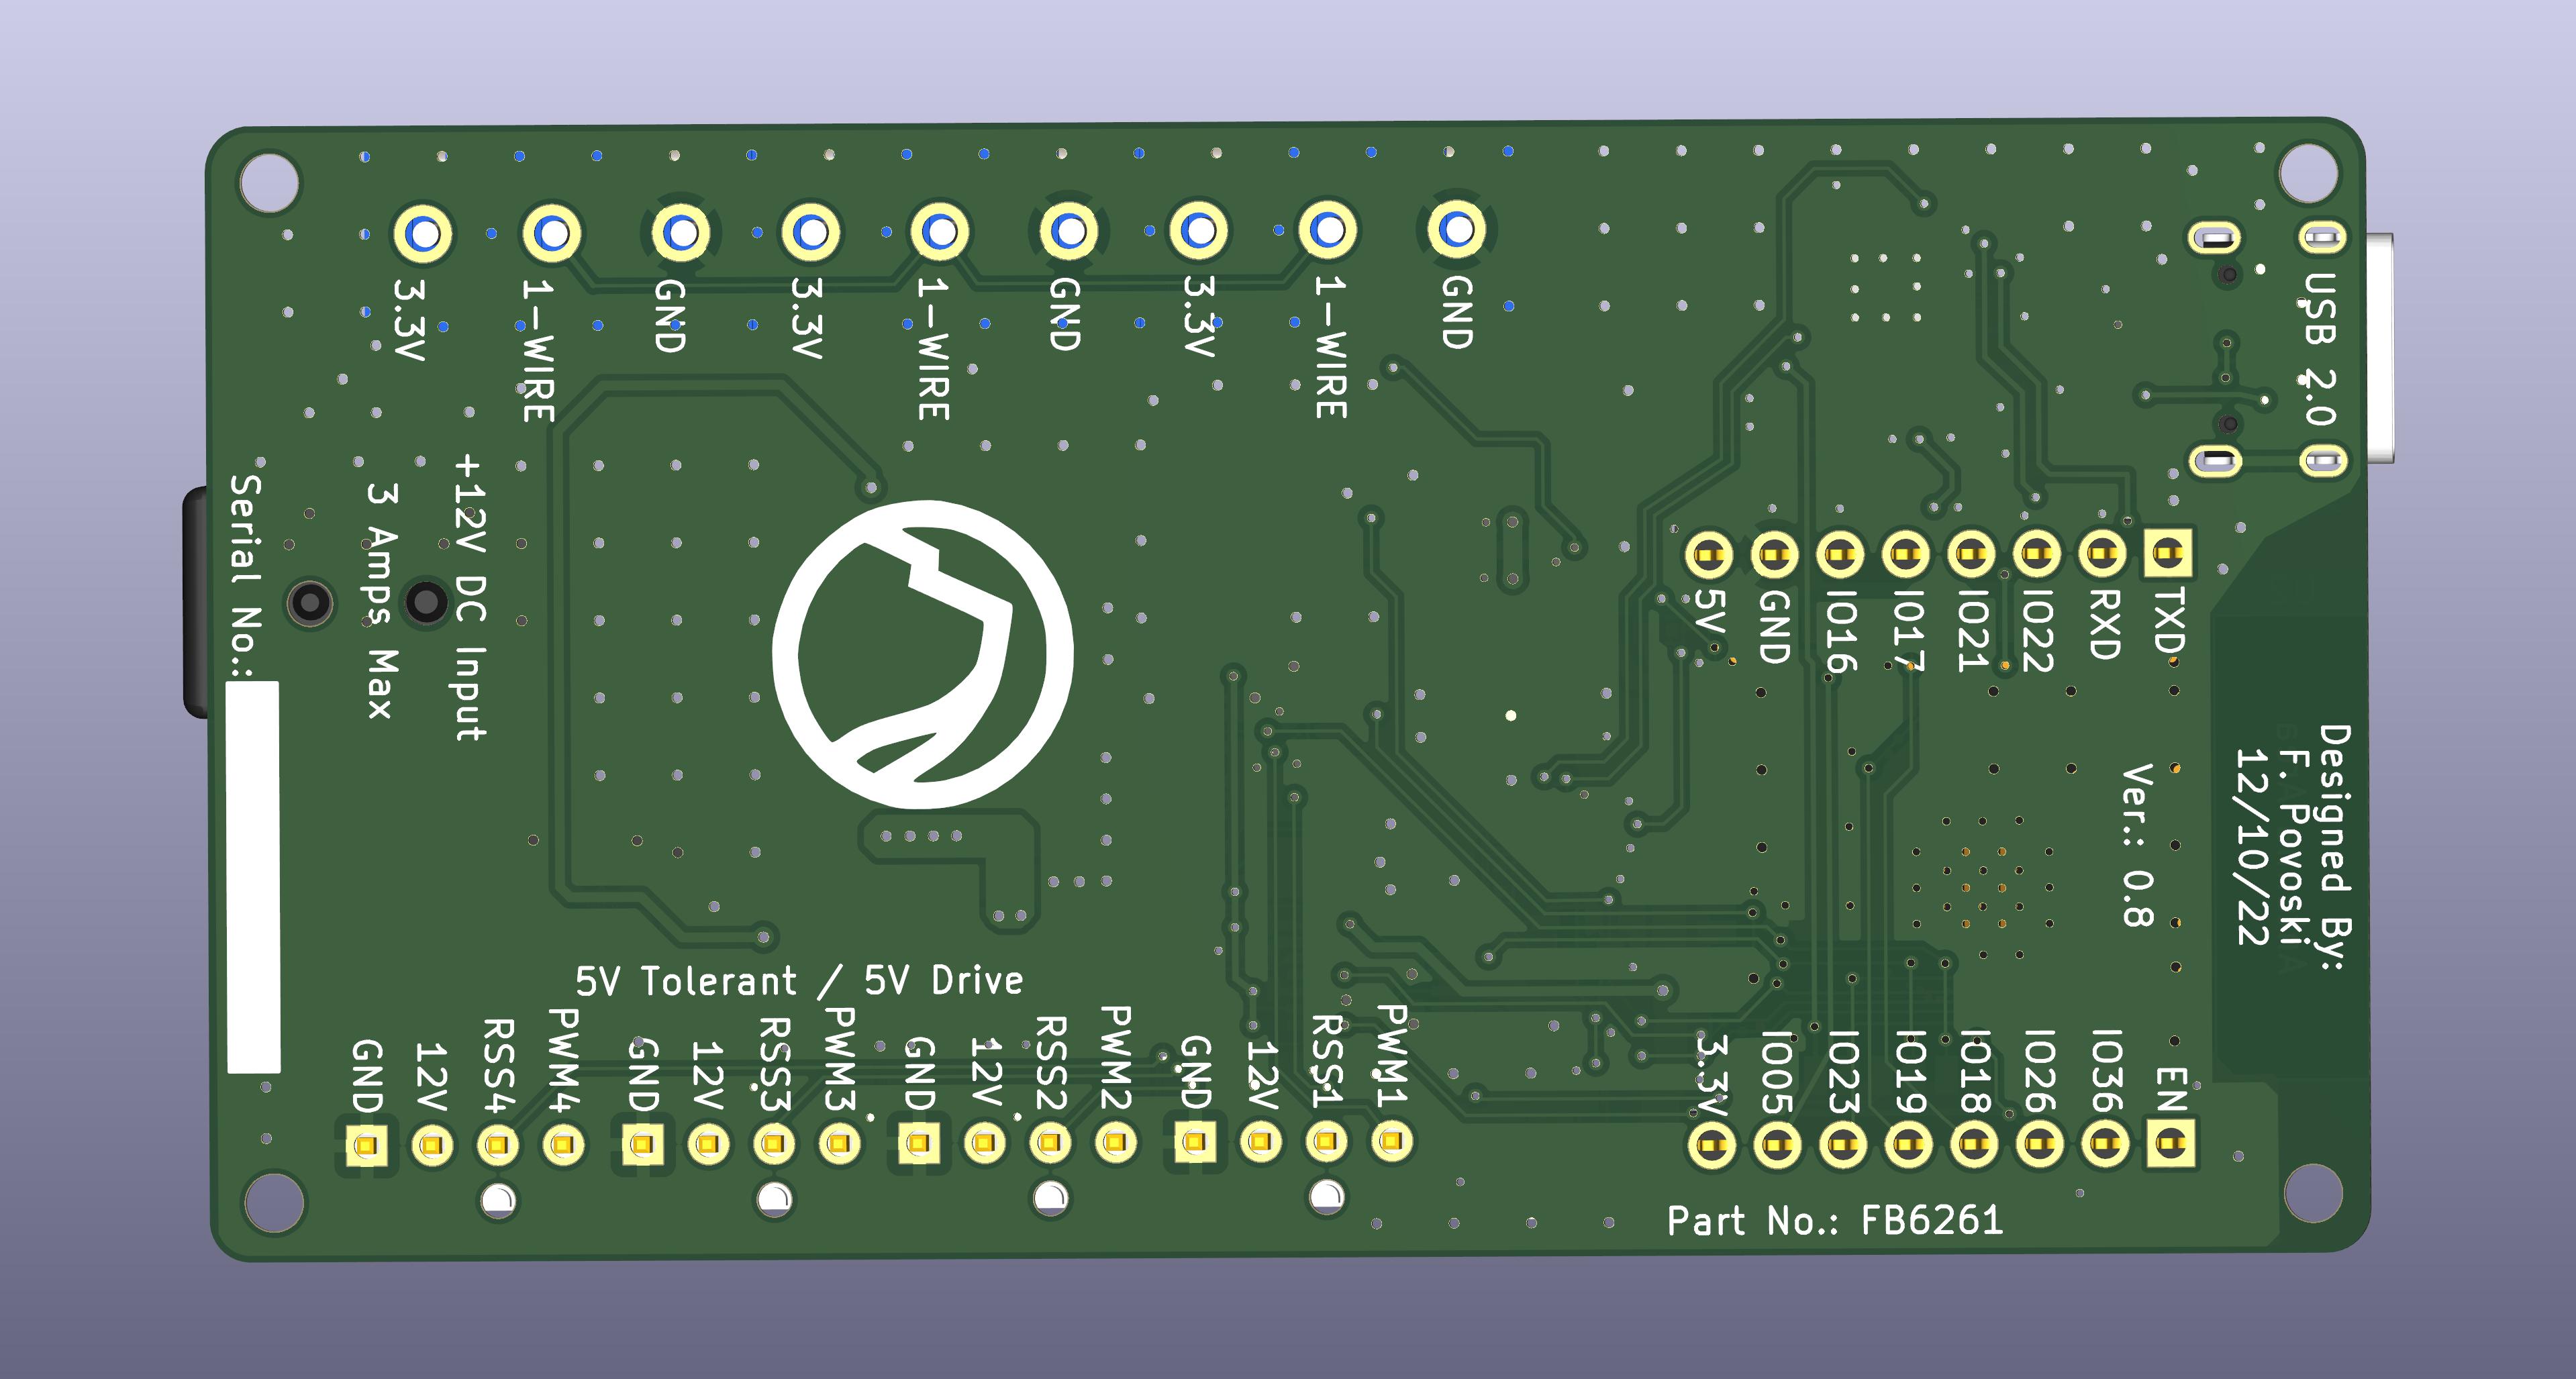 3.3V
1-WIRE
GND
3.3V
1-WIRE
GND
3.3V
1-WIRE
GND
USB 2.0
Serial No.:
3 Amps Max
+12V DC Input
5V
GND
IO16
IO17
IO21
IO22
RXD
TXD
Designed By:
F. Povoski
12/10/22
Ver.: 0.8
5V Tolerant / 5V Drive
GND
12V
RSS4
PWM4
GND
12V
RSS3
PWM3
GND
12V
RSS2
PWM2
GND
12V
RSS1
PWM1
3.3V
IO05
IO23
IO19
IO18
IO26
IO36
EN
Part No.: FB6261